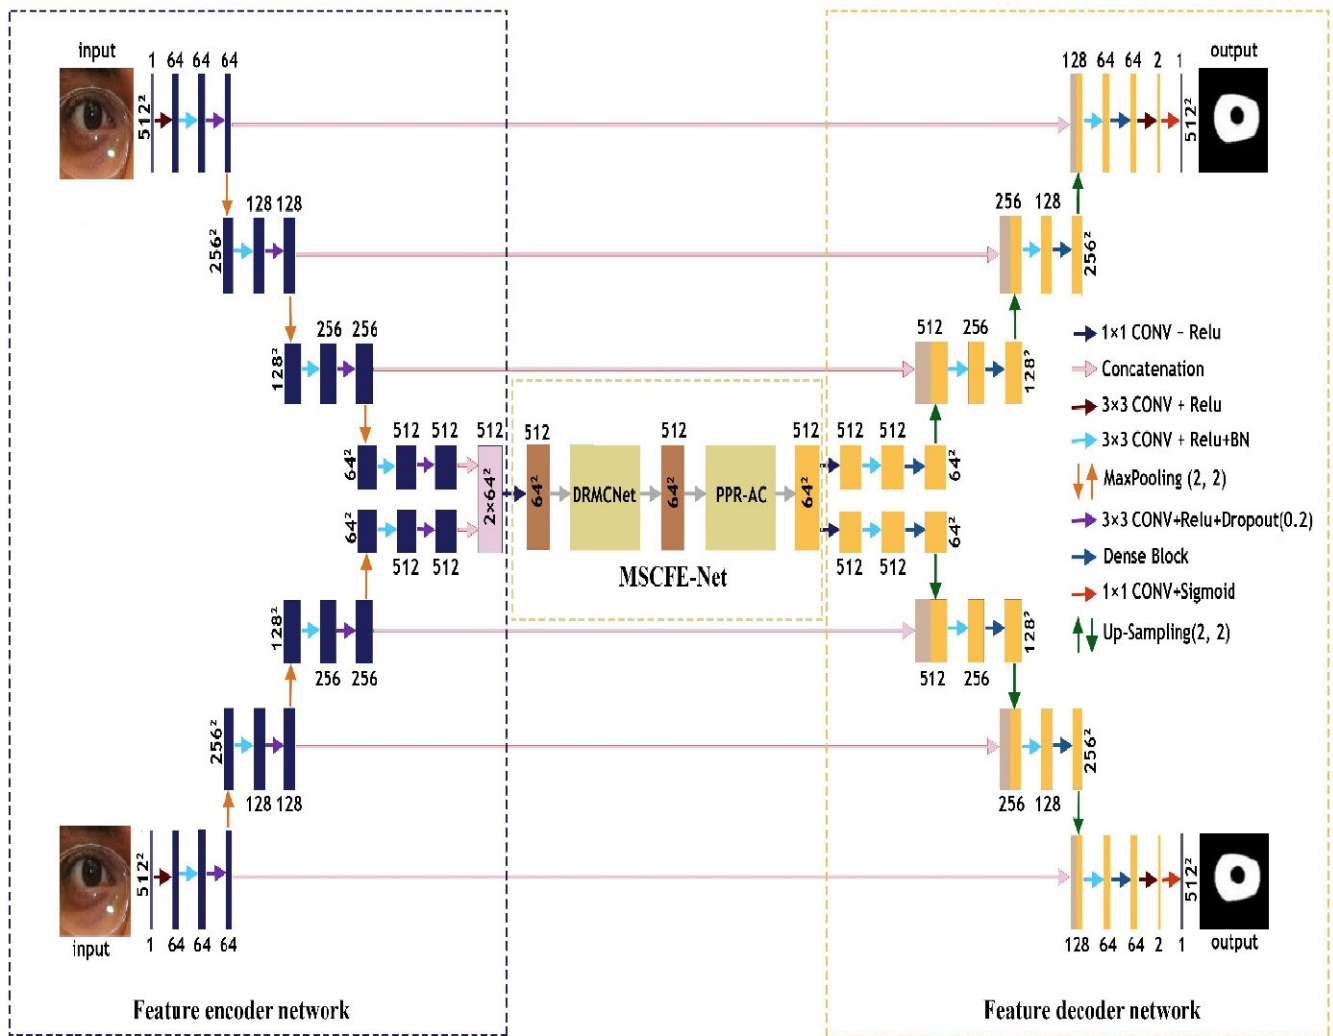 input
1 64 64 64
512²
128 128
256²
256 256
128²
512 512 512
64²
2×64²
64²
512 512
128²
256 256
256²
128 128
512²
input
1 64 64 64
Feature encoder network
512 512 512
64² DRMCNet 64² PPR-AC 64²
MSCFE-Net
128 64 64 2 1 output
512²
256 128
256²
512 256
128²
512 512
64²
64²
512 512
128²
512 256
256²
256 128
512²
128 64 64 2 1 output
1×1 CONV – Relu
Concatenation
3×3 CONV + Relu
3×3 CONV + Relu+BN
MaxPooling (2, 2)
3×3 CONV+Relu+Dropout(0.2)
Dense Block
1×1 CONV+Sigmoid
Up-Sampling(2, 2)
Feature decoder network